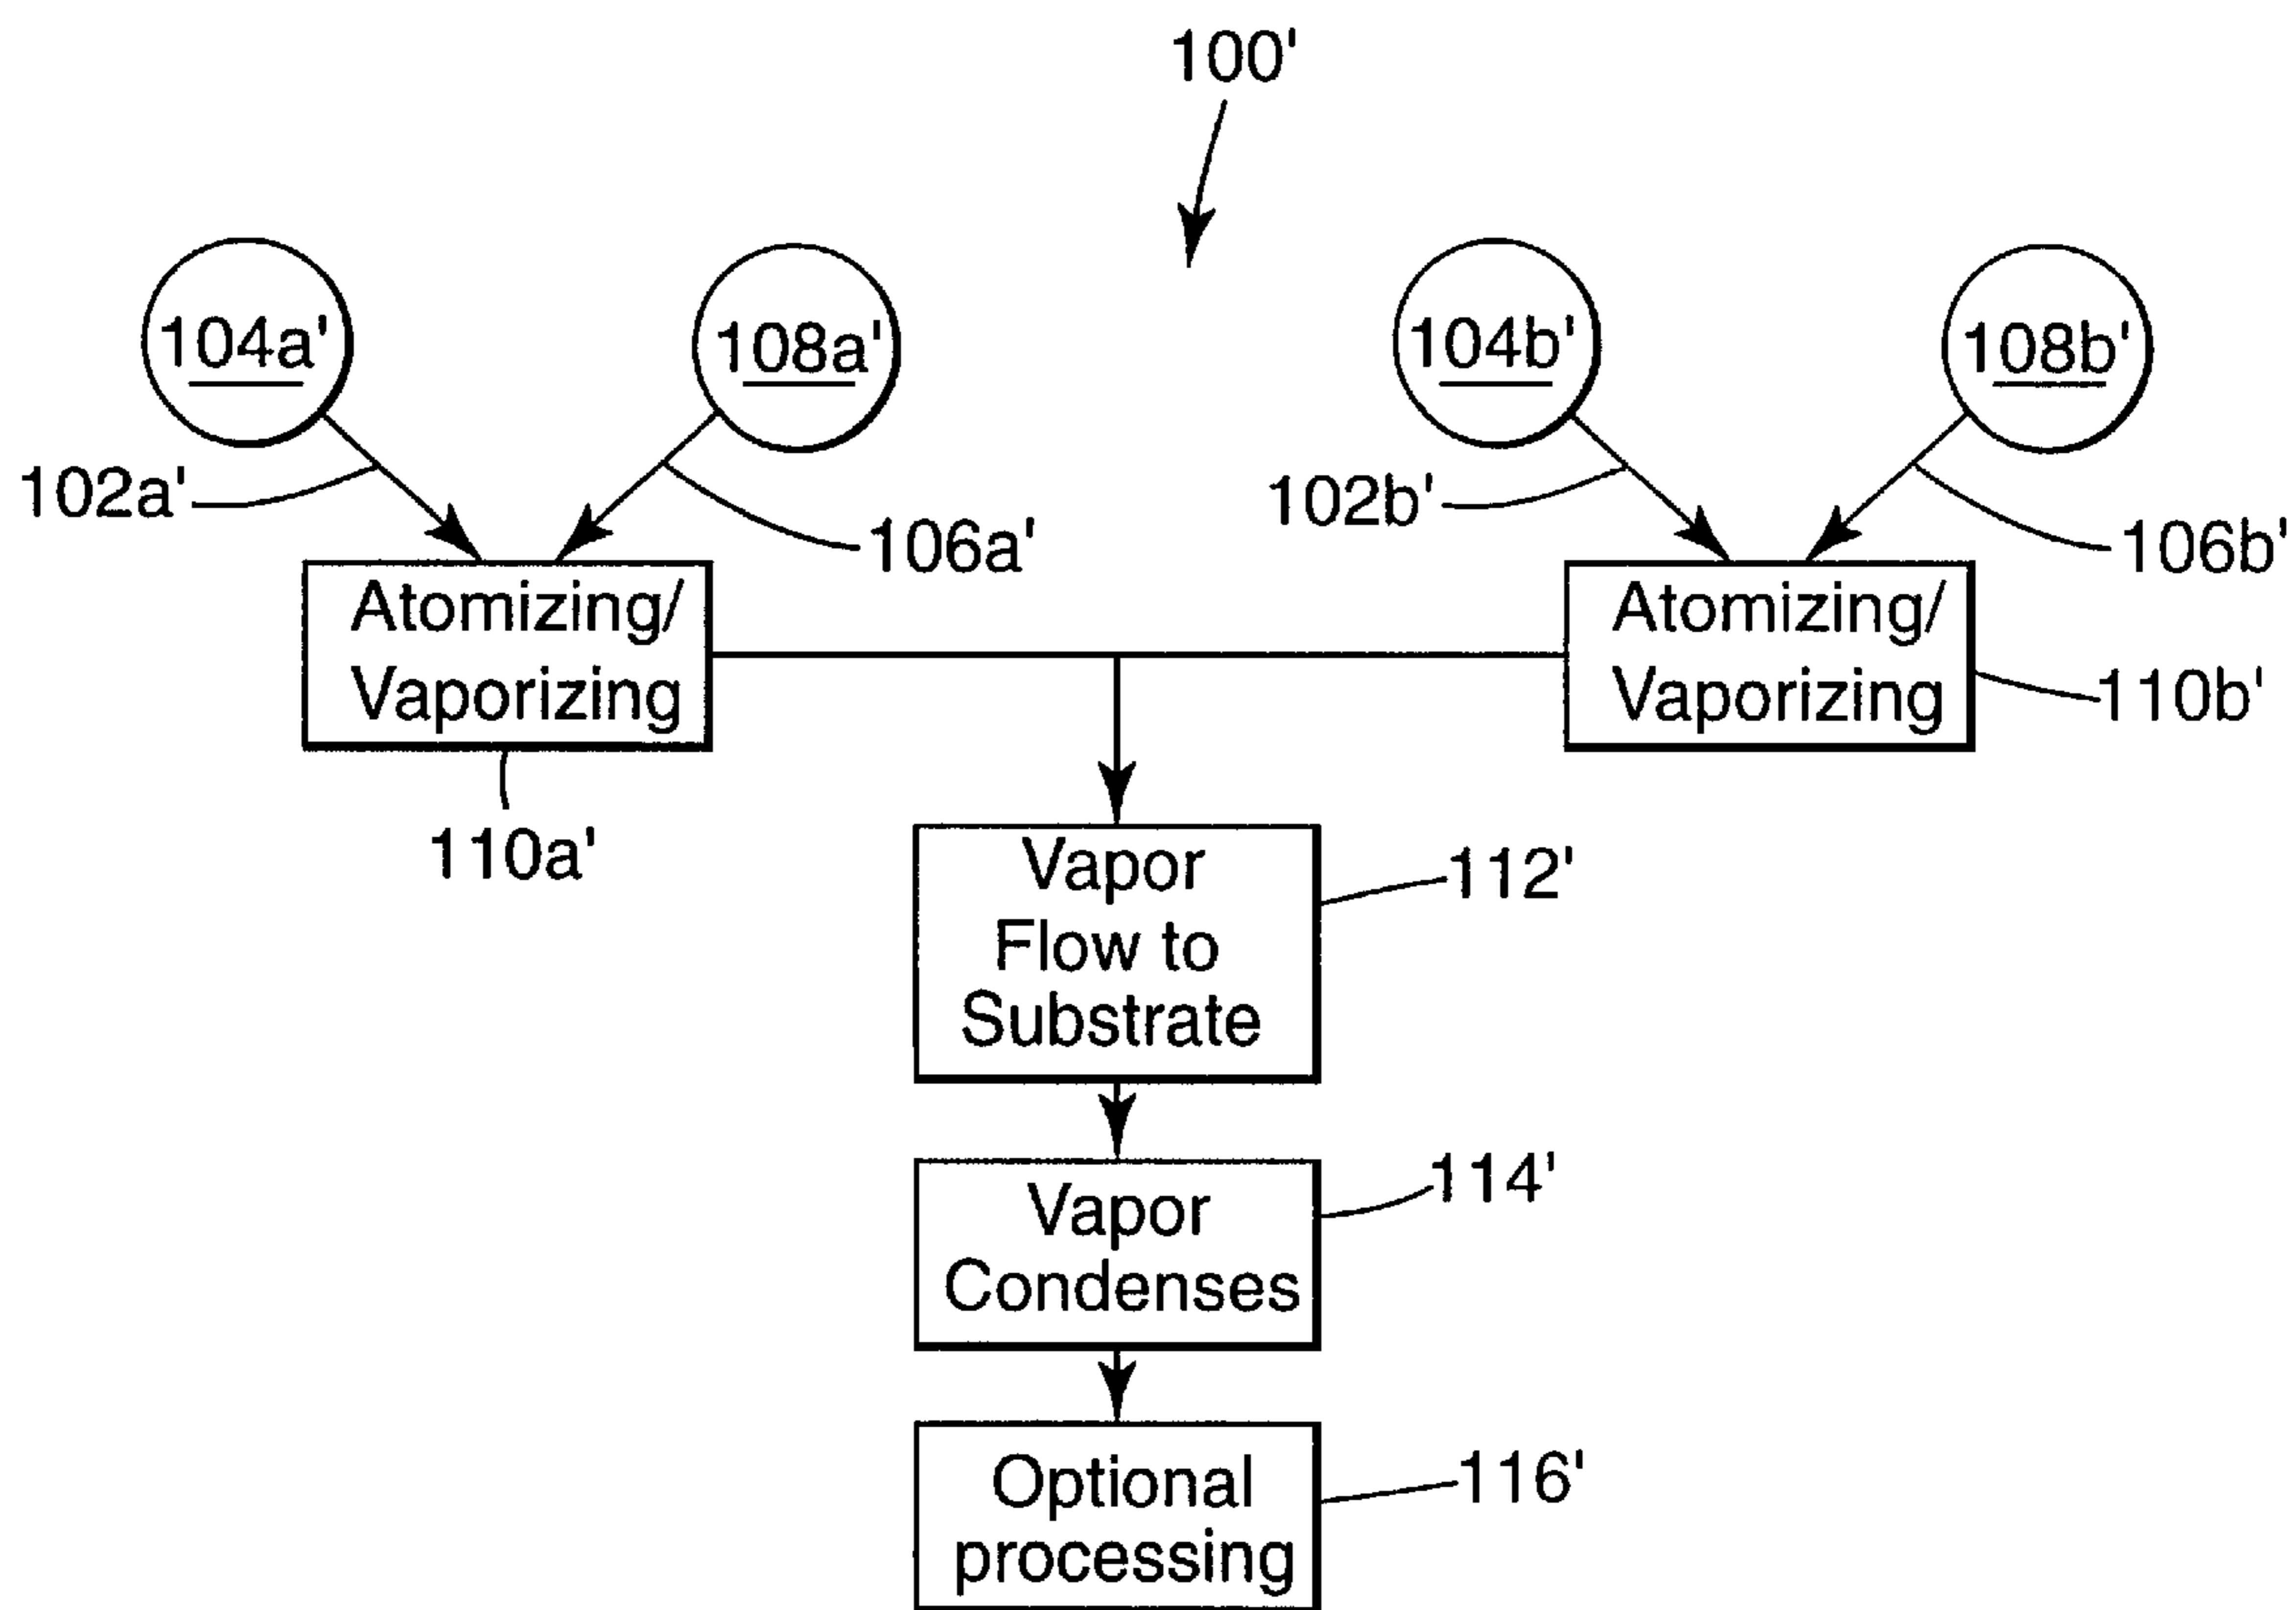 100'
104a'
108a'
104b'
108b'
102a'
106a'
102b'
106b'
Atomizing/
Vaporizing
Atomizing/
Vaporizing
110a'
110b'
Vapor
Flow to
Substrate
112'
Vapor
Condenses
114'
Optional
processing
116'